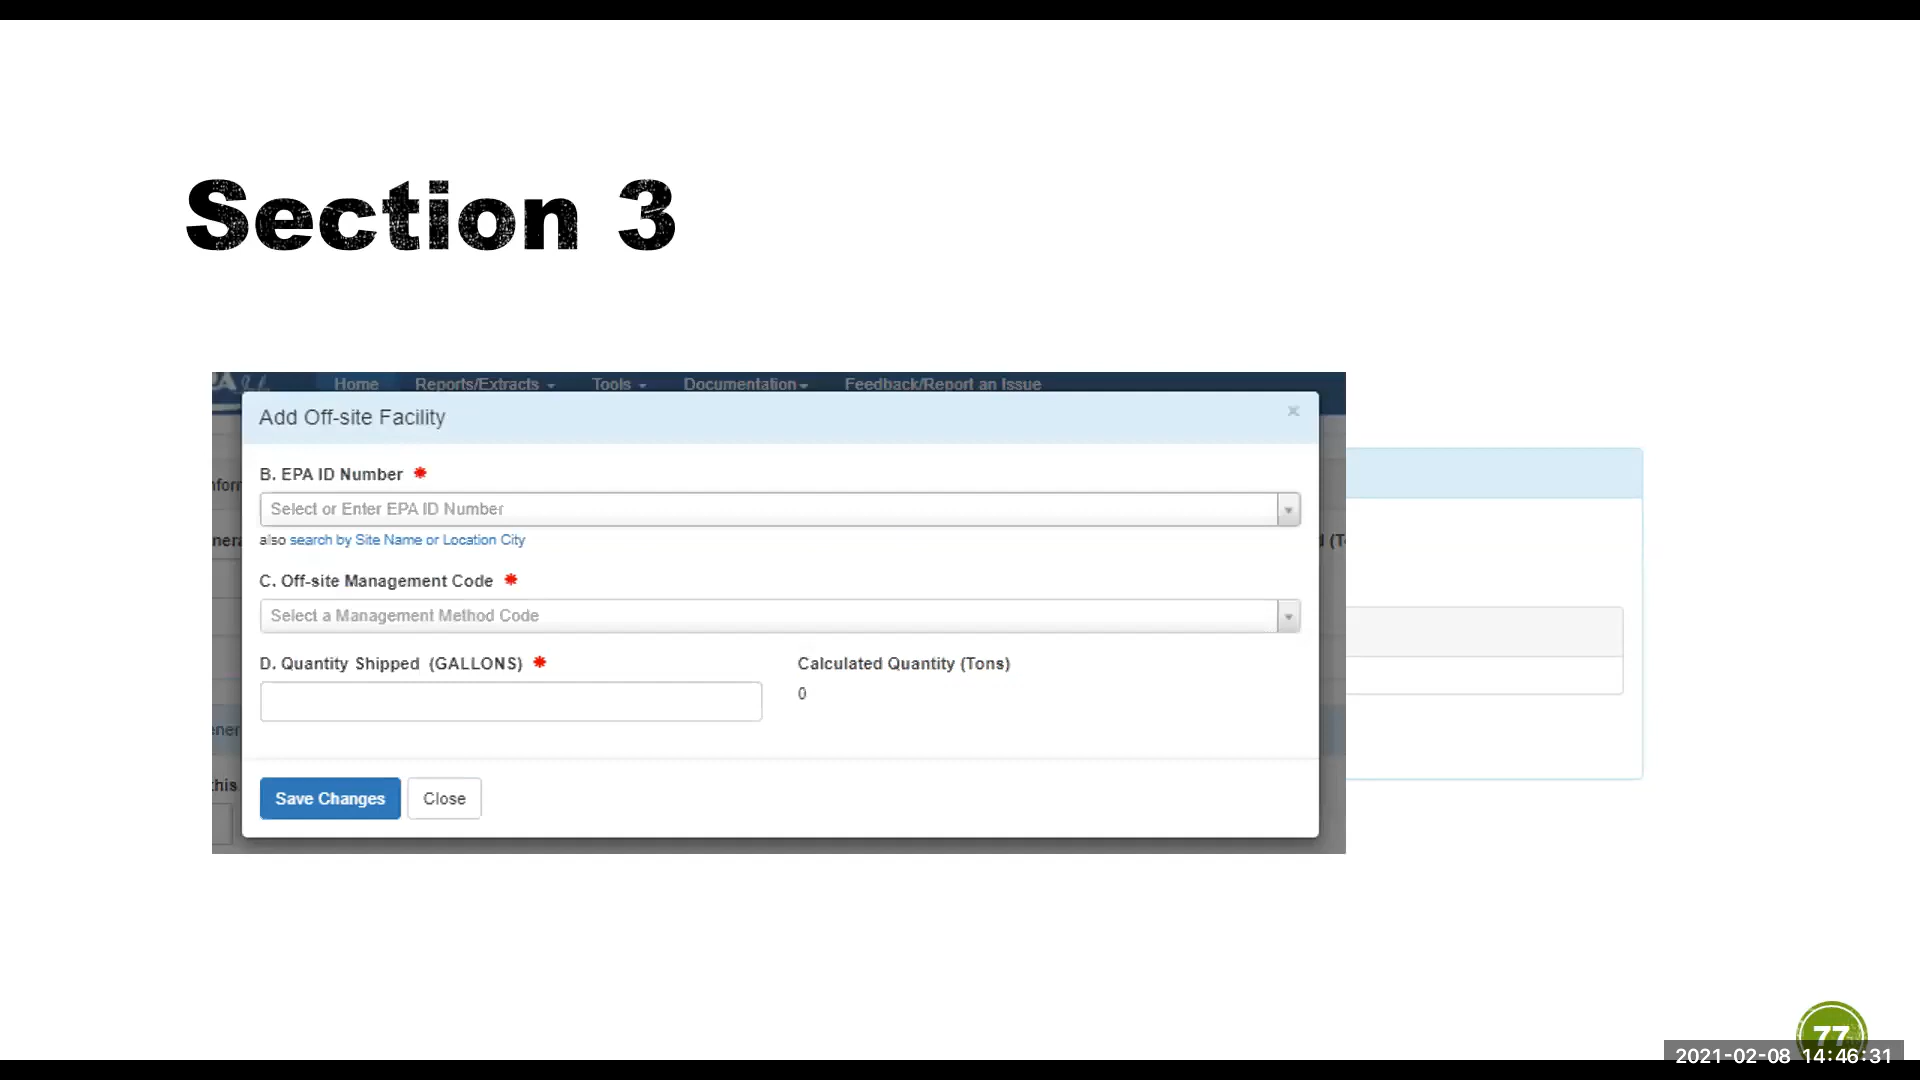 Section 3
Home Reports/Extracts Tools Documentation Feedback/Report an Issue
Add Off-site Facility
×
B. EPA ID Number *
Select or Enter EPA ID Number
also search by Site Name or Location City
C. Off-site Management Code *
Select a Management Method Code
D. Quantity Shipped (GALLONS) * Calculated Quantity (Tons)
0
this
Save Changes Close
77
2021-02-08 14:46:31